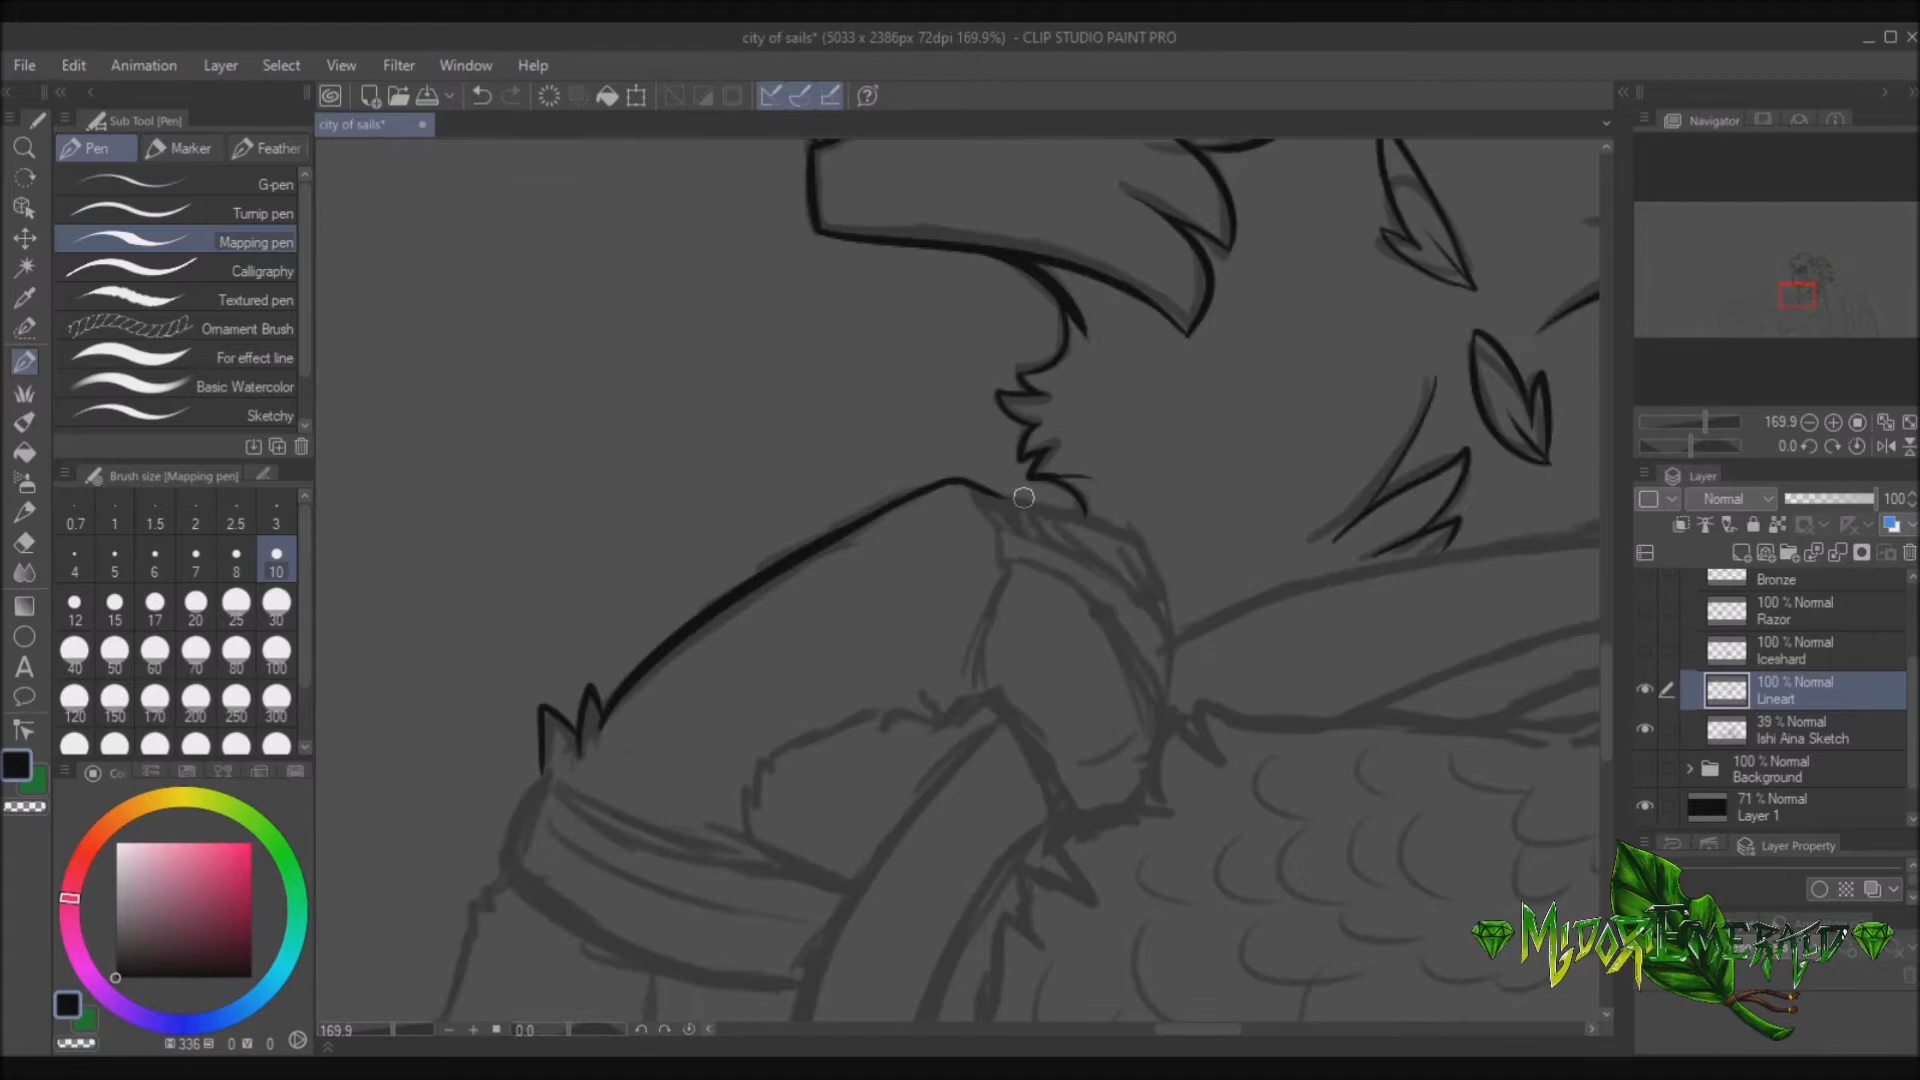 city of sails* (5033 x 2386px 72dpi 169.9%) - CLIP STUDIO PAINT PRO
File Edit Animation Layer Select View Filter Window Help
Sub Tool [Pen]
city of sails*
Navigator
Pen Marker Feather
G-pen
Turnip pen
Mapping pen
Calligraphy
Textured pen
Ornament Brush
For effect line
Basic Watercolor
Sketchy
169.9
0.0
Brush size [Mapping pen]
Layer
Normal 100
0.7 1 1.5 2 2.5 3
4 5 6 7 8 10
12 15 17 20 25 30
40 50 60 70 80 100
120 150 170 200 250 300
Bronze
100 % Normal
Razor
100 % Normal
Iceshard
100 % Normal
Lineart
39 % Normal
Ishi Aina Sketch
100 % Normal
Background
71 % Normal
Layer 1
Co
Layer Property
MidoriEmerald
169.9 0.0
H 336 S 0 V 0